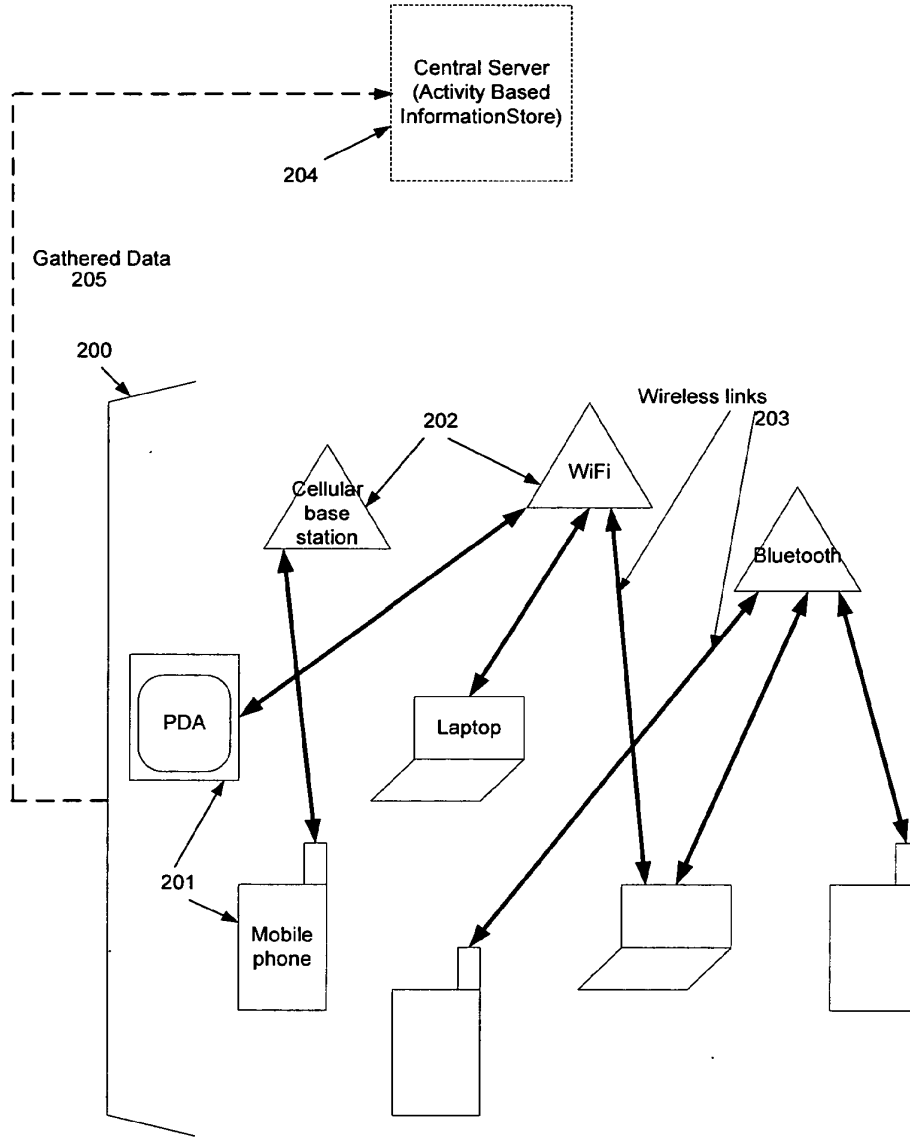 Central Server
(Activity Based
InformationStore)
204
Gathered Data
205
200
Wireless links
203
202
WiFi
Cellular
base
station
Bluetooth
PDA
Laptop
201
Mobile
phone